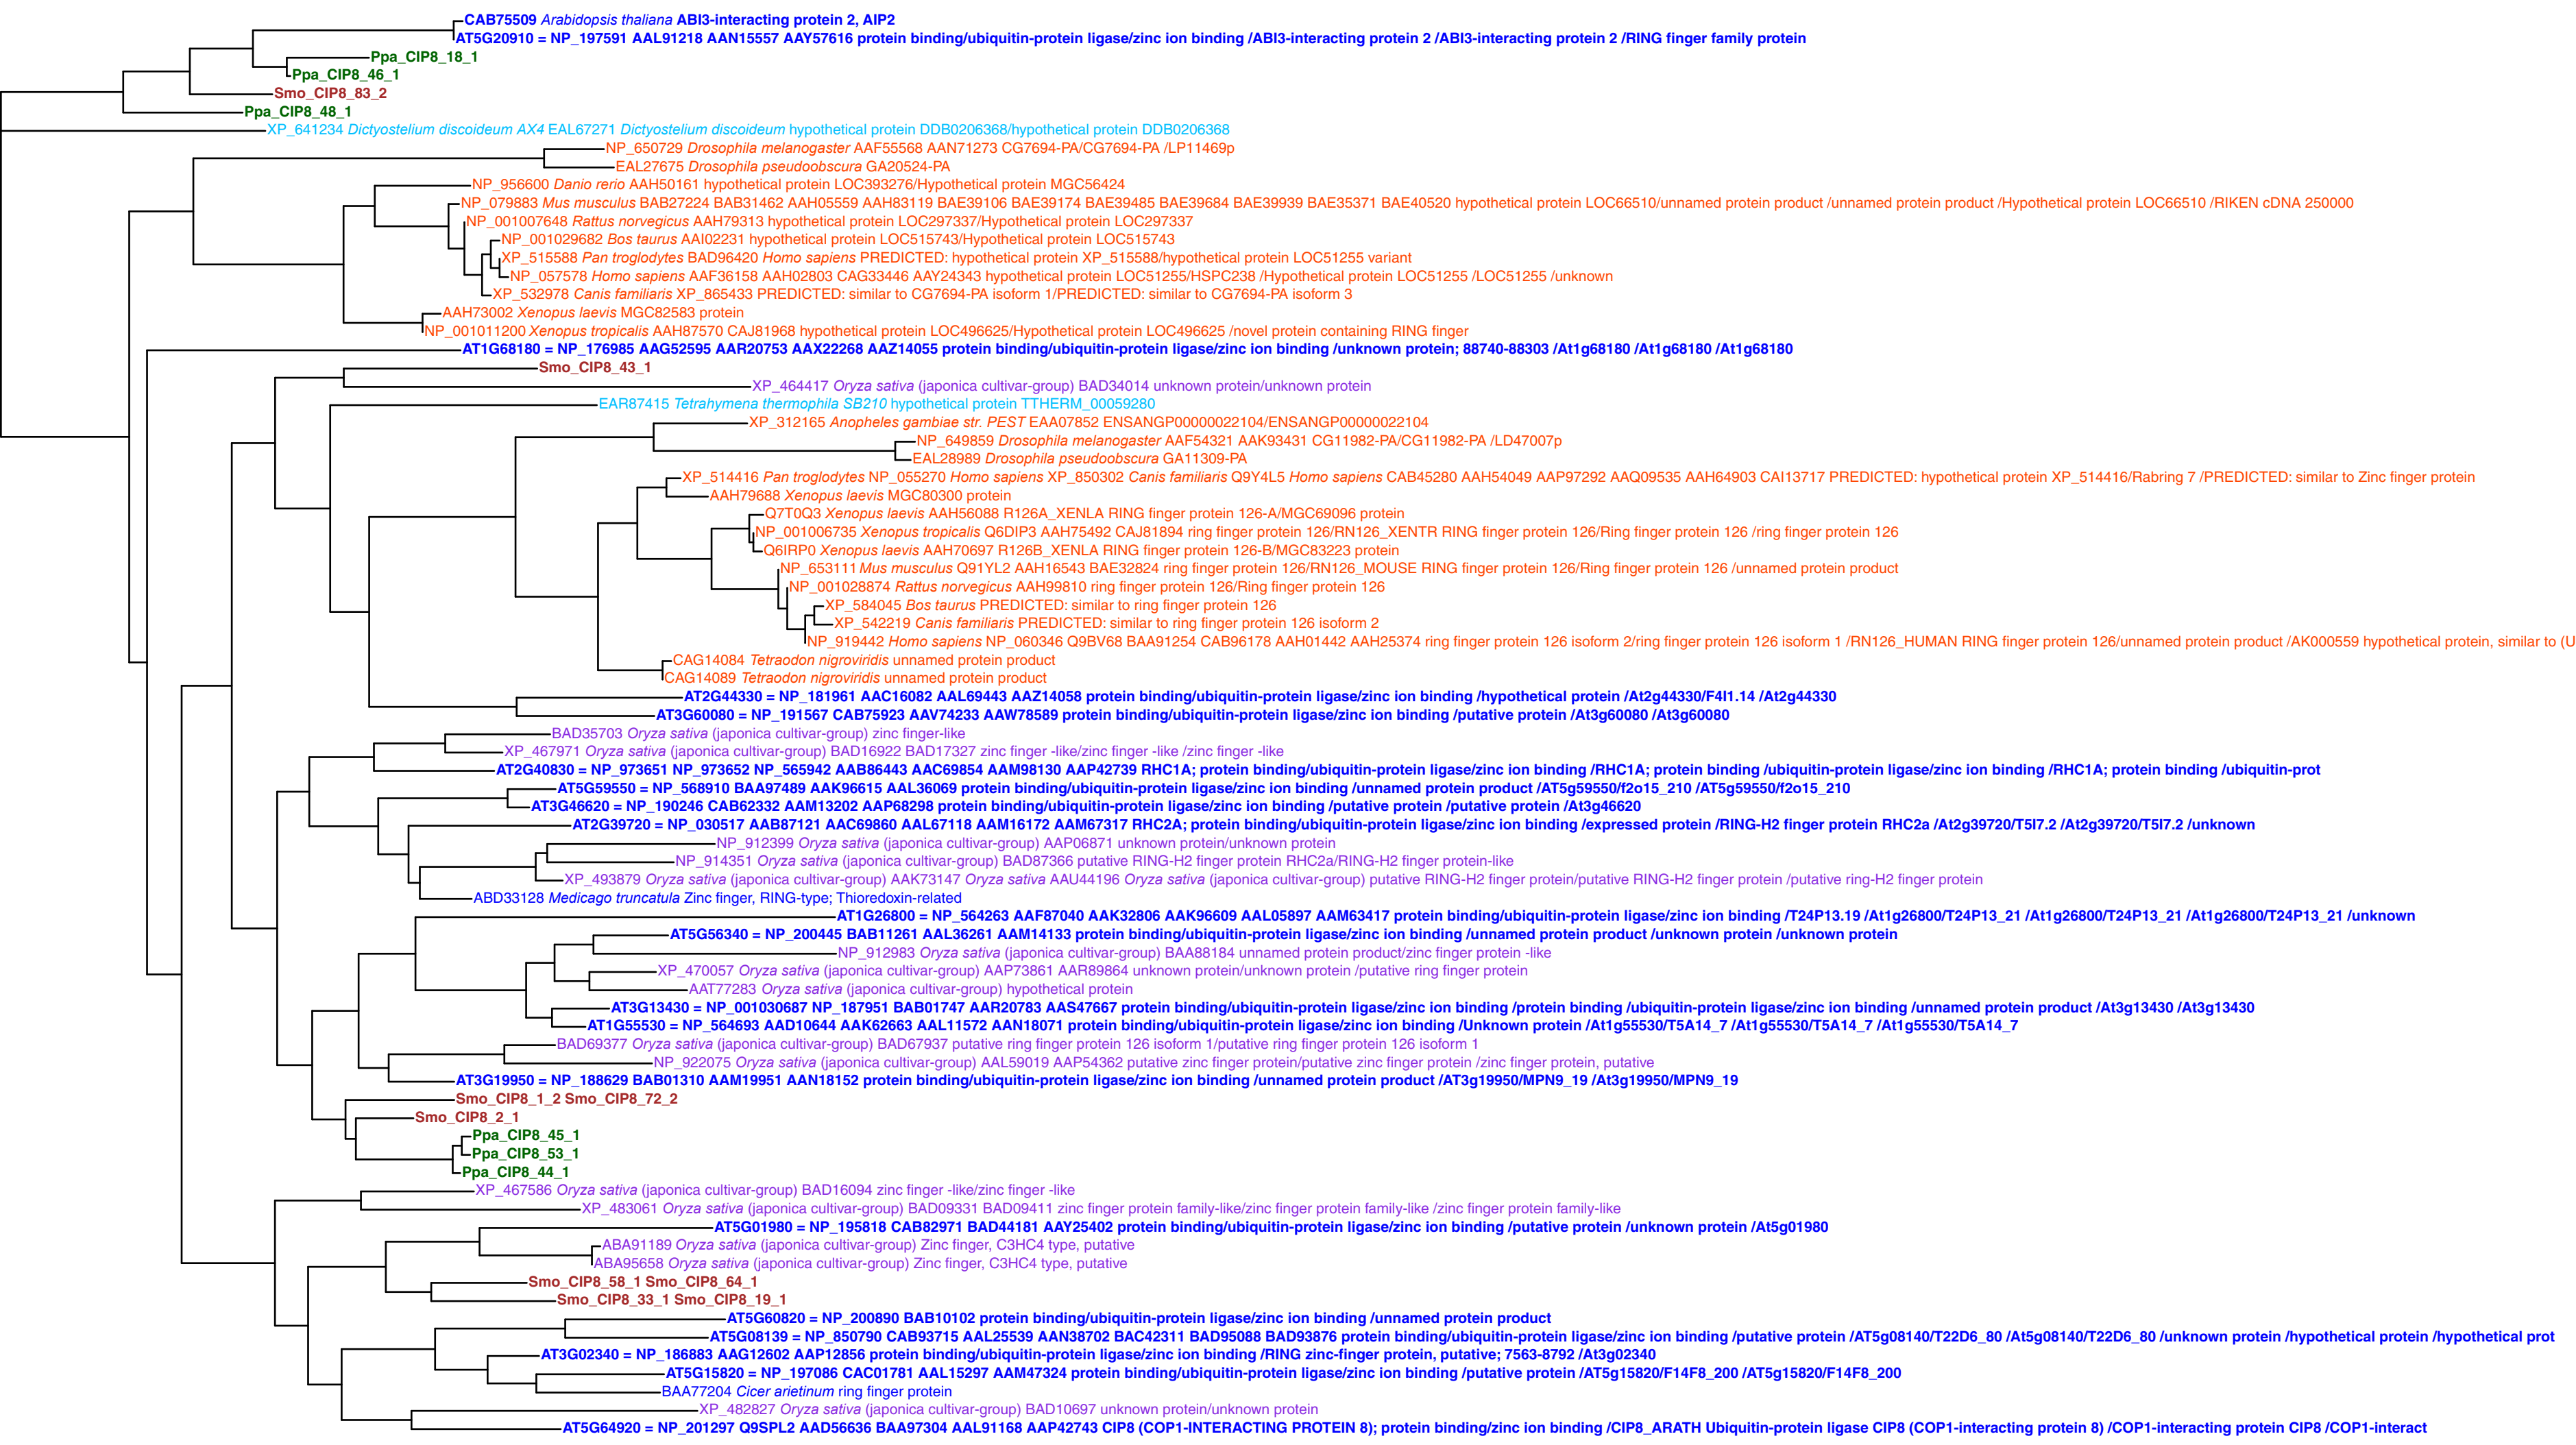 CAB75509 Arabidopsis thaliana ABI3-interacting protein 2, AIP2
AT5G20910 = NP_197591 AAL91218 AAN15557 AAY57616 protein binding/ubiquitin-protein ligase/zinc ion binding /ABI3-interacting protein 2 /ABI3-interacting protein 2 /RING finger family protein
Ppa_CIP8_18_1
Ppa_CIP8_46_1
Smo_CIP8_83_2
Ppa_CIP8_48_1
XP_641234 Dictyostelium discoideum AX4 EAL67271 Dictyostelium discoideum hypothetical protein DDB0206368/hypothetical protein DDB0206368
NP_650729 Drosophila melanogaster AAF55568 AAN71273 CG7694-PA/CG7694-PA /LP11469p
EAL27675 Drosophila pseudoobscura GA20524-PA
NP_956600 Danio rerio AAH50161 hypothetical protein LOC393276/Hypothetical protein MGC56424
NP_079883 Mus musculus BAB27224 BAB31462 AAH05559 AAH83119 BAE39106 BAE39174 BAE39485 BAE39684 BAE39939 BAE35371 BAE40520 hypothetical protein LOC66510/unnamed protein product /unnamed protein product /Hypothetical protein LOC66510 /RIKEN cDNA 250000
NP_001007648 Rattus norvegicus AAH79313 hypothetical protein LOC297337/Hypothetical protein LOC297337
NP_001029682 Bos taurus AAI02231 hypothetical protein LOC515743/Hypothetical protein LOC515743
XP_515588 Pan troglodytes BAD96420 Homo sapiens PREDICTED: hypothetical protein XP_515588/hypothetical protein LOC51255 variant
NP_057578 Homo sapiens AAF36158 AAH02803 CAG33446 AAY24343 hypothetical protein LOC51255/HSPC238 /Hypothetical protein LOC51255 /LOC51255 /unknown
XP_532978 Canis familiaris XP_865433 PREDICTED: similar to CG7694-PA isoform 1/PREDICTED: similar to CG7694-PA isoform 3
AAH73002 Xenopus laevis MGC82583 protein
NP_001011200 Xenopus tropicalis AAH87570 CAJ81968 hypothetical protein LOC496625/Hypothetical protein LOC496625 /novel protein containing RING finger
AT1G68180 = NP_176985 AAG52595 AAR20753 AAX22268 AAZ14055 protein binding/ubiquitin-protein ligase/zinc ion binding /unknown protein; 88740-88303 /At1g68180 /At1g68180 /At1g68180
Smo_CIP8_43_1
XP_464417 Oryza sativa (japonica cultivar-group) BAD34014 unknown protein/unknown protein
EAR87415 Tetrahymena thermophila SB210 hypothetical protein TTHERM_00059280
XP_312165 Anopheles gambiae str. PEST EAA07852 ENSANGP00000022104/ENSANGP00000022104
NP_649859 Drosophila melanogaster AAF54321 AAK93431 CG11982-PA/CG11982-PA /LD47007p
EAL28989 Drosophila pseudoobscura GA11309-PA
XP_514416 Pan troglodytes NP_055270 Homo sapiens XP_850302 Canis familiaris Q9Y4L5 Homo sapiens CAB45280 AAH54049 AAP97292 AAQ09535 AAH64903 CAI13717 PREDICTED: hypothetical protein XP_514416/Rabring 7 /PREDICTED: similar to Zinc finger protein
AAH79688 Xenopus laevis MGC80300 protein
Q7T0Q3 Xenopus laevis AAH56088 R126A_XENLA RING finger protein 126-A/MGC69096 protein
NP_001006735 Xenopus tropicalis Q6DIP3 AAH75492 CAJ81894 ring finger protein 126/RN126_XENTR RING finger protein 126/Ring finger protein 126 /ring finger protein 126
Q6IRP0 Xenopus laevis AAH70697 R126B_XENLA RING finger protein 126-B/MGC83223 protein
NP_653111 Mus musculus Q91YL2 AAH16543 BAE32824 ring finger protein 126/RN126_MOUSE RING finger protein 126/Ring finger protein 126 /unnamed protein product
NP_001028874 Rattus norvegicus AAH99810 ring finger protein 126/Ring finger protein 126
XP_584045 Bos taurus PREDICTED: similar to ring finger protein 126
XP_542219 Canis familiaris PREDICTED: similar to ring finger protein 126 isoform 2
NP_919442 Homo sapiens NP_060346 Q9BV68 BAA91254 CAB96178 AAH01442 AAH25374 ring finger protein 126 isoform 2/ring finger protein 126 isoform 1 /RN126_HUMAN RING finger protein 126/unnamed protein product /AK000559 hypothetical protein, similar to (U
CAG14084 Tetraodon nigroviridis unnamed protein product
CAG14089 Tetraodon nigroviridis unnamed protein product
AT2G44330 = NP_181961 AAC16082 AAL69443 AAZ14058 protein binding/ubiquitin-protein ligase/zinc ion binding /hypothetical protein /At2g44330/F4I1.14 /At2g44330
AT3G60080 = NP_191567 CAB75923 AAV74233 AAW78589 protein binding/ubiquitin-protein ligase/zinc ion binding /putative protein /At3g60080 /At3g60080
BAD35703 Oryza sativa (japonica cultivar-group) zinc finger-like
XP_467971 Oryza sativa (japonica cultivar-group) BAD16922 BAD17327 zinc finger -like/zinc finger -like /zinc finger -like
AT2G40830 = NP_973651 NP_973652 NP_565942 AAB86443 AAC69854 AAM98130 AAP42739 RHC1A; protein binding/ubiquitin-protein ligase/zinc ion binding /RHC1A; protein binding /ubiquitin-protein ligase/zinc ion binding /RHC1A; protein binding /ubiquitin-prot
AT5G59550 = NP_568910 BAA97489 AAK96615 AAL36069 protein binding/ubiquitin-protein ligase/zinc ion binding /unnamed protein product /AT5g59550/f2o15_210 /AT5g59550/f2o15_210
AT3G46620 = NP_190246 CAB62332 AAM13202 AAP68298 protein binding/ubiquitin-protein ligase/zinc ion binding /putative protein /putative protein /At3g46620
AT2G39720 = NP_030517 AAB87121 AAC69860 AAL67118 AAM16172 AAM67317 RHC2A; protein binding/ubiquitin-protein ligase/zinc ion binding /expressed protein /RING-H2 finger protein RHC2a /At2g39720/T5I7.2 /At2g39720/T5I7.2 /unknown
NP_912399 Oryza sativa (japonica cultivar-group) AAP06871 unknown protein/unknown protein
NP_914351 Oryza sativa (japonica cultivar-group) BAD87366 putative RING-H2 finger protein RHC2a/RING-H2 finger protein-like
XP_493879 Oryza sativa (japonica cultivar-group) AAK73147 Oryza sativa AAU44196 Oryza sativa (japonica cultivar-group) putative RING-H2 finger protein/putative RING-H2 finger protein /putative ring-H2 finger protein
ABD33128 Medicago truncatula Zinc finger, RING-type; Thioredoxin-related
AT1G26800 = NP_564263 AAF87040 AAK32806 AAK96609 AAL05897 AAM63417 protein binding/ubiquitin-protein ligase/zinc ion binding /T24P13.19 /At1g26800/T24P13_21 /At1g26800/T24P13_21 /At1g26800/T24P13_21 /unknown
AT5G56340 = NP_200445 BAB11261 AAL36261 AAM14133 protein binding/ubiquitin-protein ligase/zinc ion binding /unnamed protein product /unknown protein /unknown protein
NP_912983 Oryza sativa (japonica cultivar-group) BAA88184 unnamed protein product/zinc finger protein -like
XP_470057 Oryza sativa (japonica cultivar-group) AAP73861 AAR89864 unknown protein/unknown protein /putative ring finger protein
AAT77283 Oryza sativa (japonica cultivar-group) hypothetical protein
AT3G13430 = NP_001030687 NP_187951 BAB01747 AAR20783 AAS47667 protein binding/ubiquitin-protein ligase/zinc ion binding /protein binding /ubiquitin-protein ligase/zinc ion binding /unnamed protein product /At3g13430 /At3g13430
AT1G55530 = NP_564693 AAD10644 AAK62663 AAL11572 AAN18071 protein binding/ubiquitin-protein ligase/zinc ion binding /Unknown protein /At1g55530/T5A14_7 /At1g55530/T5A14_7 /At1g55530/T5A14_7
BAD69377 Oryza sativa (japonica cultivar-group) BAD67937 putative ring finger protein 126 isoform 1/putative ring finger protein 126 isoform 1
NP_922075 Oryza sativa (japonica cultivar-group) AAL59019 AAP54362 putative zinc finger protein/putative zinc finger protein /zinc finger protein, putative
AT3G19950 = NP_188629 BAB01310 AAM19951 AAN18152 protein binding/ubiquitin-protein ligase/zinc ion binding /unnamed protein product /AT3g19950/MPN9_19 /At3g19950/MPN9_19
Smo_CIP8_1_2 Smo_CIP8_72_2
Smo_CIP8_2_1
Ppa_CIP8_45_1
Ppa_CIP8_53_1
Ppa_CIP8_44_1
XP_467586 Oryza sativa (japonica cultivar-group) BAD16094 zinc finger -like/zinc finger -like
XP_483061 Oryza sativa (japonica cultivar-group) BAD09331 BAD09411 zinc finger protein family-like/zinc finger protein family-like /zinc finger protein family-like
AT5G01980 = NP_195818 CAB82971 BAD44181 AAY25402 protein binding/ubiquitin-protein ligase/zinc ion binding /putative protein /unknown protein /At5g01980
ABA91189 Oryza sativa (japonica cultivar-group) Zinc finger, C3HC4 type, putative
ABA95658 Oryza sativa (japonica cultivar-group) Zinc finger, C3HC4 type, putative
Smo_CIP8_58_1 Smo_CIP8_64_1
Smo_CIP8_33_1 Smo_CIP8_19_1
AT5G60820 = NP_200890 BAB10102 protein binding/ubiquitin-protein ligase/zinc ion binding /unnamed protein product
AT5G08139 = NP_850790 CAB93715 AAL25539 AAN38702 BAC42311 BAD95088 BAD93876 protein binding/ubiquitin-protein ligase/zinc ion binding /putative protein /AT5g08140/T22D6_80 /At5g08140/T22D6_80 /unknown protein /hypothetical protein /hypothetical prot
AT3G02340 = NP_186883 AAG12602 AAP12856 protein binding/ubiquitin-protein ligase/zinc ion binding /RING zinc-finger protein, putative; 7563-8792 /At3g02340
AT5G15820 = NP_197086 CAC01781 AAL15297 AAM47324 protein binding/ubiquitin-protein ligase/zinc ion binding /putative protein /AT5g15820/F14F8_200 /AT5g15820/F14F8_200
BAA77204 Cicer arietinum ring finger protein
XP_482827 Oryza sativa (japonica cultivar-group) BAD10697 unknown protein/unknown protein
AT5G64920 = NP_201297 Q9SPL2 AAD56636 BAA97304 AAL91168 AAP42743 CIP8 (COP1-INTERACTING PROTEIN 8); protein binding/zinc ion binding /CIP8_ARATH Ubiquitin-protein ligase CIP8 (COP1-interacting protein 8) /COP1-interacting protein CIP8 /COP1-interact